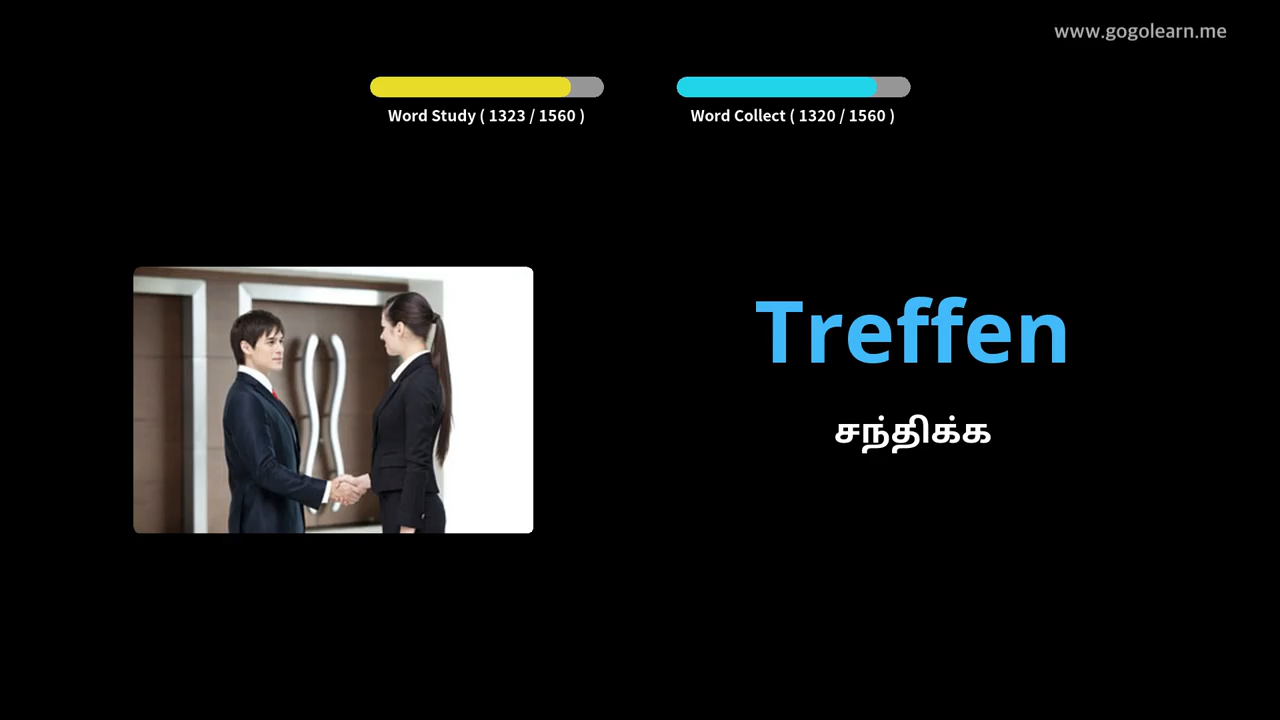 www.gogolearn.me
Word Study ( 1323 / 1560 )
Word Collect ( 1320 / 1560 )
Treffen
சந்திக்க